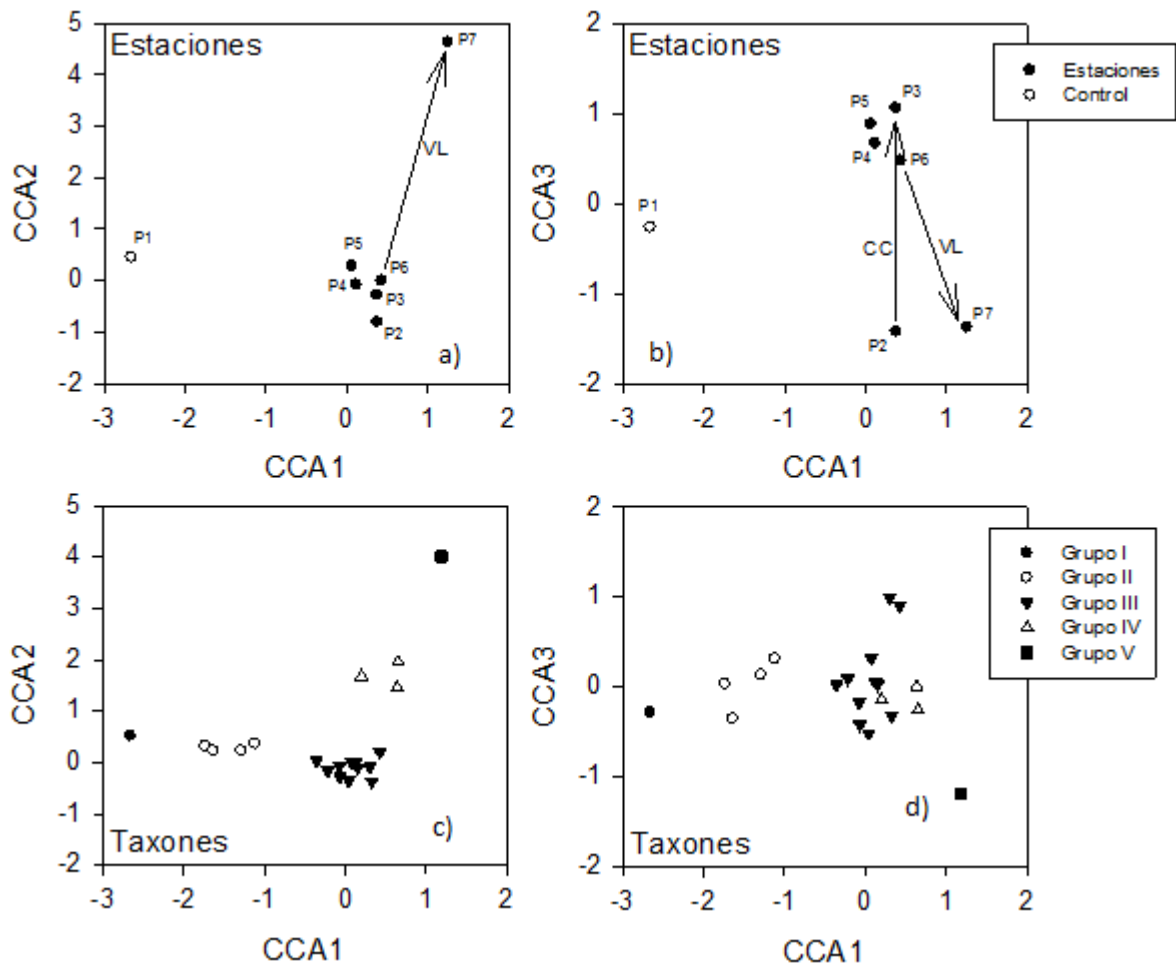 5
4
3
2
1
0
-1
-2
CCA2
Estaciones
P7
VL
P1
P5
P6
P4
P3
P2
a)
-3 -2 -1 0 1 2
CCA1
2
1
0
-1
-2
CCA3
Estaciones
P3
P5
P4
P6
P1
CC
VL
P7
P2
b)
-3 -2 -1 0 1 2
CCA1
Estaciones
Control
5
4
3
2
1
0
-1
-2
CCA2
Taxones
c)
-3 -2 -1 0 1 2
CCA1
2
1
0
-1
-2
CCA3
Taxones
d)
-3 -2 -1 0 1 2
CCA1
Grupo I
Grupo II
Grupo III
Grupo IV
Grupo V